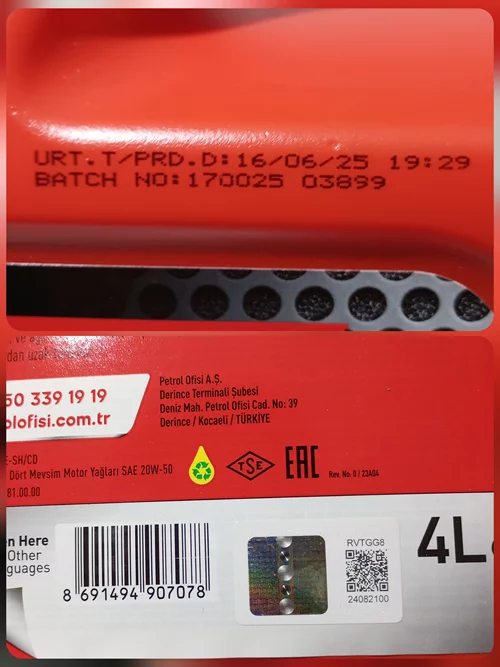 URT.T/PRD.D:16/06/25 19:29
BATCH NO:170025 03899
ve
dan uzak
50 339 19 19
olofisi.com.tr
Petrol Ofisi A.Ş.
Derince Terminali Şubesi
Deniz Mah. Petrol Ofisi Cad. No: 39
Derince / Kocaeli / TÜRKİYE
E-SH/CD
Dört Mevsim Motor Yağları SAE 20W-50
81.00.00
TSE
EAC
Rev. No. 0 / 23A04
en Here
Other
guages
8 691494 907078
RVTGG8
24082100
4L